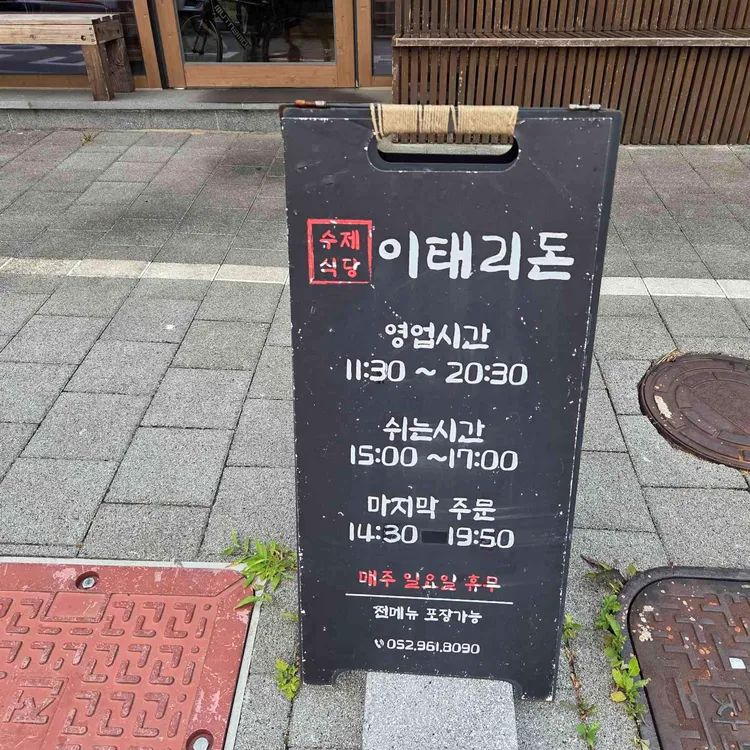 수제
식당
이태리돈
영업시간
11:30 ~ 20:30
쉬는시간
15:00 ~17:00
마지막 주문
14:30 19:50
매주 일요일 휴무
전메뉴 포장가능
052.961.8090